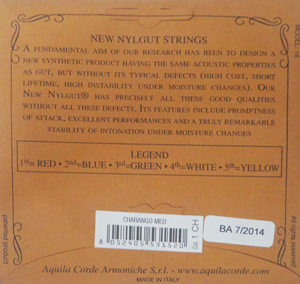 NEW NYLGUT STRINGS
A FUNDAMENTAL AIM OF OUR RESEARCH HAS BEEN TO DESIGN A
NEW SYNTHETIC PRODUCT HAVING THE SAME ACOUSTIC PROPERTIES
AS GUT, BUT WITHOUT ITS TYPICAL DEFECTS (HIGH COST, SHORT
LIFETIME, HIGH INSTABILITY UNDER MOISTURE CHANGES). OUR
NEW NYLGUT® HAS PRECISELY ALL THESE GOOD QUALITIES
WITHOUT ALL THESE DEFECTS. ITS FEATURES INCLUDE PROMPTNESS
OF ATTACK, EXCELLENT PERFORMANCES AND A TRULY REMARKABLE
STABILITY OF INTONATION UNDER MOISTURE CHANGES
LEGEND
1st= RED • 2nd=BLUE • 3rd=GREEN • 4th=WHITE • 5th=YELLOW
CHARANGO MED
8 052405 531520
1 CH
BA 7/2014
patented product
All rights reserved
Aquila Corde Armoniche S.r.l. - www.aquilacorde.com
MADE IN ITALY